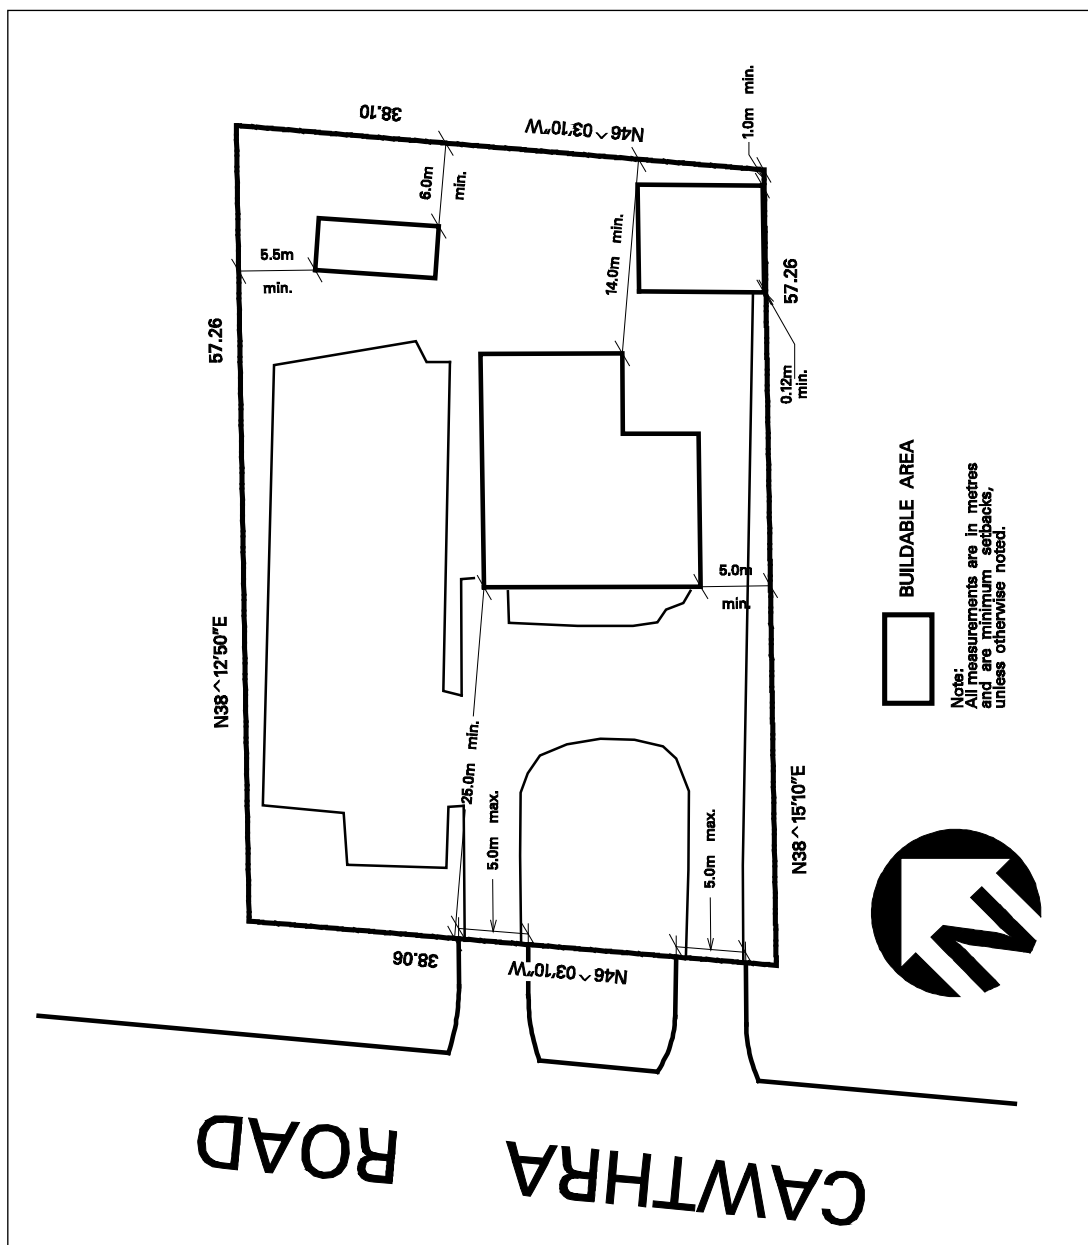 38.10
N46^03'10"W
1.0m min.
6.0m
min.
5.5m
min.
14.0m min.
57.26
57.26
0.12m
min.
BUILDABLE AREA
Note:
All measurements are in metres
and are minimum setbacks,
unless otherwise noted.
5.0m
min.
N38^12'50"E
25.0m min.
5.0m max.
5.0m max.
N38^15'10"E
38.06
N46^03'10"W
N
CAWTHRA ROAD